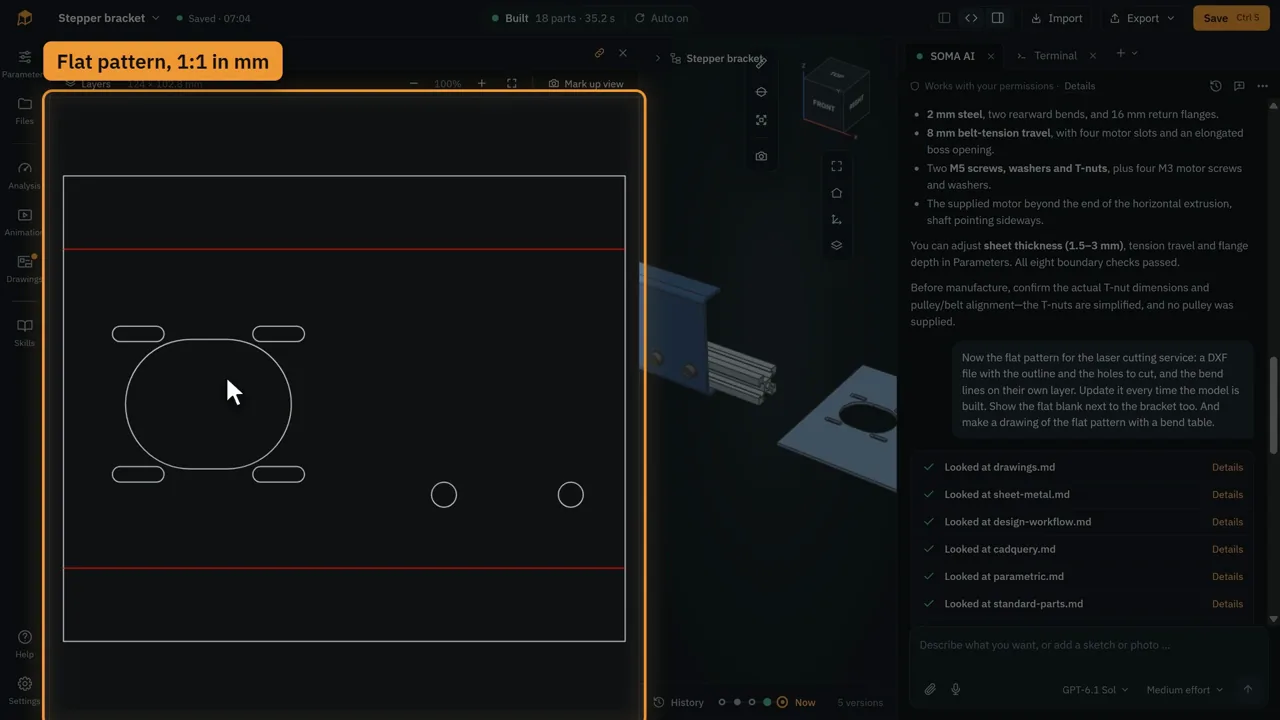 Stepper bracket
Saved · 07:04
Built 18 parts · 35.2 s
Auto on
Import
Export
Save Ctrl S
Flat pattern, 1:1 in mm
Layers 124 × 102.8 mm
100%
Mark up view
Parameters
Files
Analysis
Animation
Drawings
Skills
Help
Settings
Stepper bracket
TOP
FRONT
RIGHT
z
x
History
Now
5 versions
SOMA AI
Terminal
Works with your permissions · Details
2 mm steel, two rearward bends, and 16 mm return flanges.
8 mm belt-tension travel, with four motor slots and an elongated
boss opening.
Two M5 screws, washers and T-nuts, plus four M3 motor screws
and washers.
The supplied motor beyond the end of the horizontal extrusion,
shaft pointing sideways.
You can adjust sheet thickness (1.5–3 mm), tension travel and flange
depth in Parameters. All eight boundary checks passed.
Before manufacture, confirm the actual T-nut dimensions and
pulley/belt alignment—the T-nuts are simplified, and no pulley was
supplied.
Now the flat pattern for the laser cutting service: a DXF
file with the outline and the holes to cut, and the bend
lines on their own layer. Update it every time the model is
built. Show the flat blank next to the bracket too. And
make a drawing of the flat pattern with a bend table.
Looked at drawings.md Details
Looked at sheet-metal.md Details
Looked at design-workflow.md Details
Looked at cadquery.md Details
Looked at parametric.md Details
Looked at standard-parts.md Details
Describe what you want, or add a sketch or photo ...
GPT-6.1 Sol
Medium effort